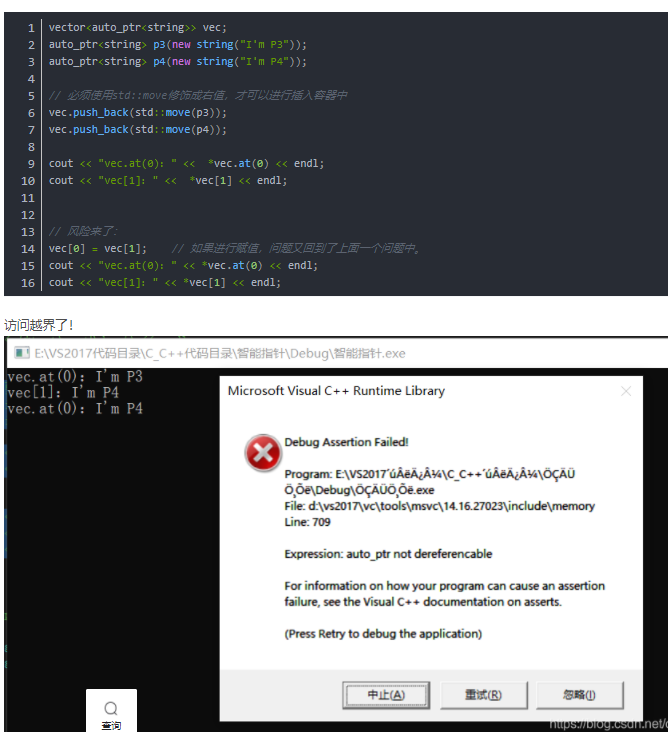 1 vector<auto_ptr<string>> vec;
2 auto_ptr<string> p3(new string("I'm P3"));
3 auto_ptr<string> p4(new string("I'm P4"));
4
5 // 必须使用std::move修饰成右值，才可以进行插入容器中
6 vec.push_back(std::move(p3));
7 vec.push_back(std::move(p4));
8
9 cout << "vec.at(0): " <<  *vec.at(0) << endl;
10 cout << "vec[1]: " <<  *vec[1] << endl;
11
12
13 // 风险来了：
14 vec[0] = vec[1];    // 如果进行赋值，问题又回到了上面一个问题中。
15 cout << "vec.at(0): " << *vec.at(0) << endl;
16 cout << "vec[1]: " << *vec[1] << endl;
访问越界了！
E:\VS2017代码目录\C_C++代码目录\智能指针\Debug\智能指针.exe
vec.at(0): I'm P3
vec[1]: I'm P4
vec.at(0): I'm P4
Microsoft Visual C++ Runtime Library
Debug Assertion Failed!
Program: E:\VS2017´úÂëÄ¿Â¼\C_C++´úÂëÄ¿Â¼\ÖÇÄÜ
Ö¸Õë\Debug\ÖÇÄÜÖ¸Õë.exe
File: d:\vs2017\vc\tools\msvc\14.16.27023\include\memory
Line: 709
Expression: auto_ptr not dereferencable
For information on how your program can cause an assertion
failure, see the Visual C++ documentation on asserts.
(Press Retry to debug the application)
中止(A)
重试(R)
忽略(I)
查询
https://blog.csdn.net/